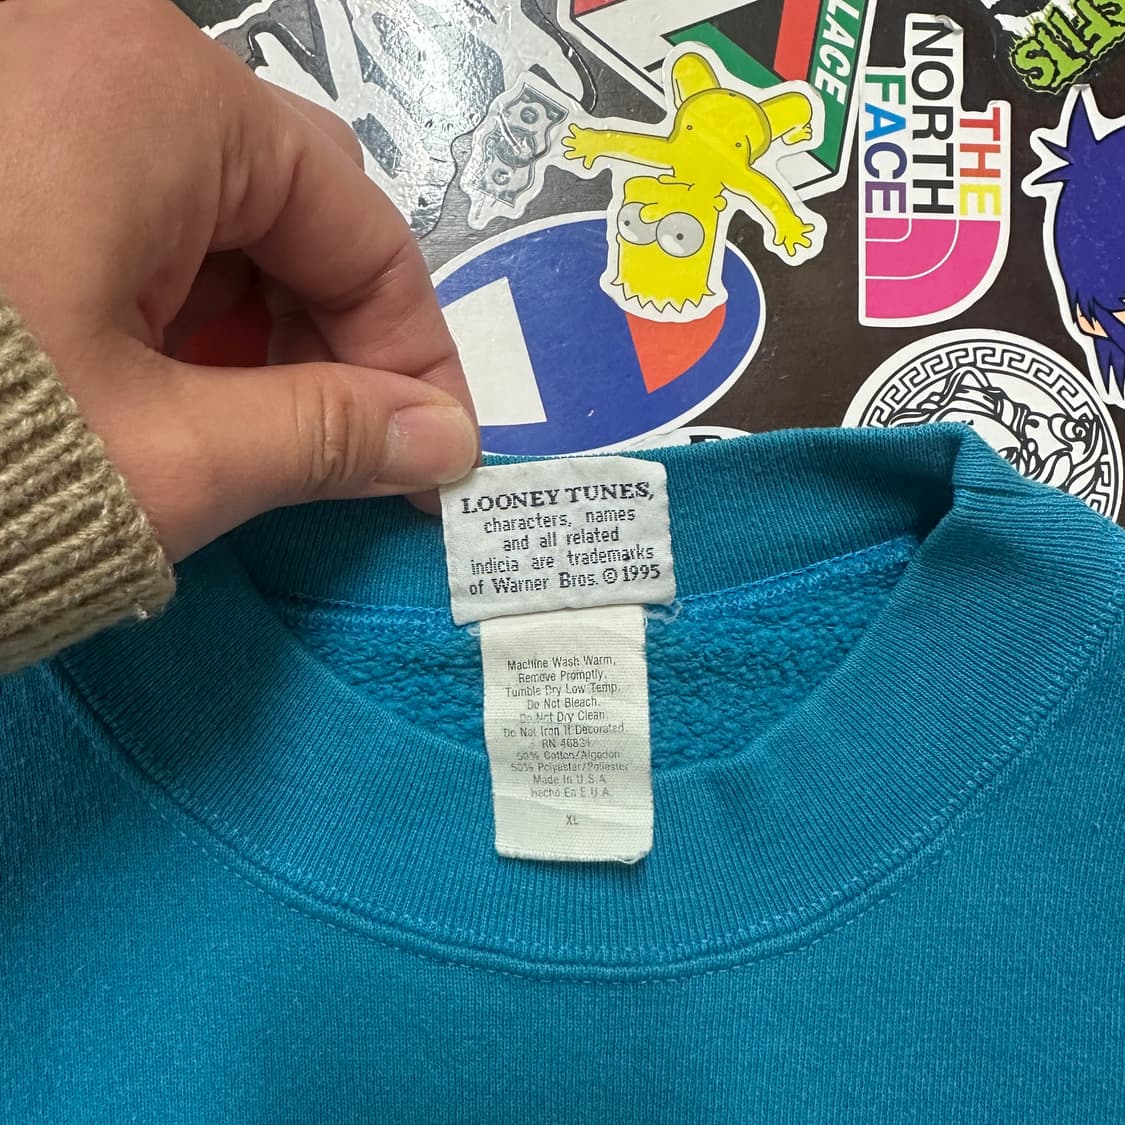 PALACE
THE
NORTH
FACE
MISFITS
LOONEY TUNES,
characters, names
and all related
indicia are trademarks
of Warner Bros. © 1995
Machine Wash Warm,
Remove Promptly.
Tumble Dry Low Temp.
Do Not Bleach.
Do Not Dry Clean.
Do Not Iron If Decorated.
RN 46831
50% Cotton/Algodon
50% Polyester/Poliester
Made In U.S.A.
Hecho En E.U.A.
XL